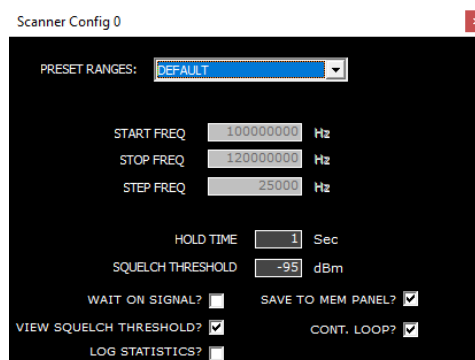 Scanner Config 0
PRESET RANGES: DEFAULT
START FREQ 100000000 Hz
STOP FREQ 120000000 Hz
STEP FREQ 25000 Hz
HOLD TIME 1 Sec
SQUELCH THRESHOLD -95 dBm
WAIT ON SIGNAL? SAVE TO MEM PANEL?
VIEW SQUELCH THRESHOLD? CONT. LOOP?
LOG STATISTICS?